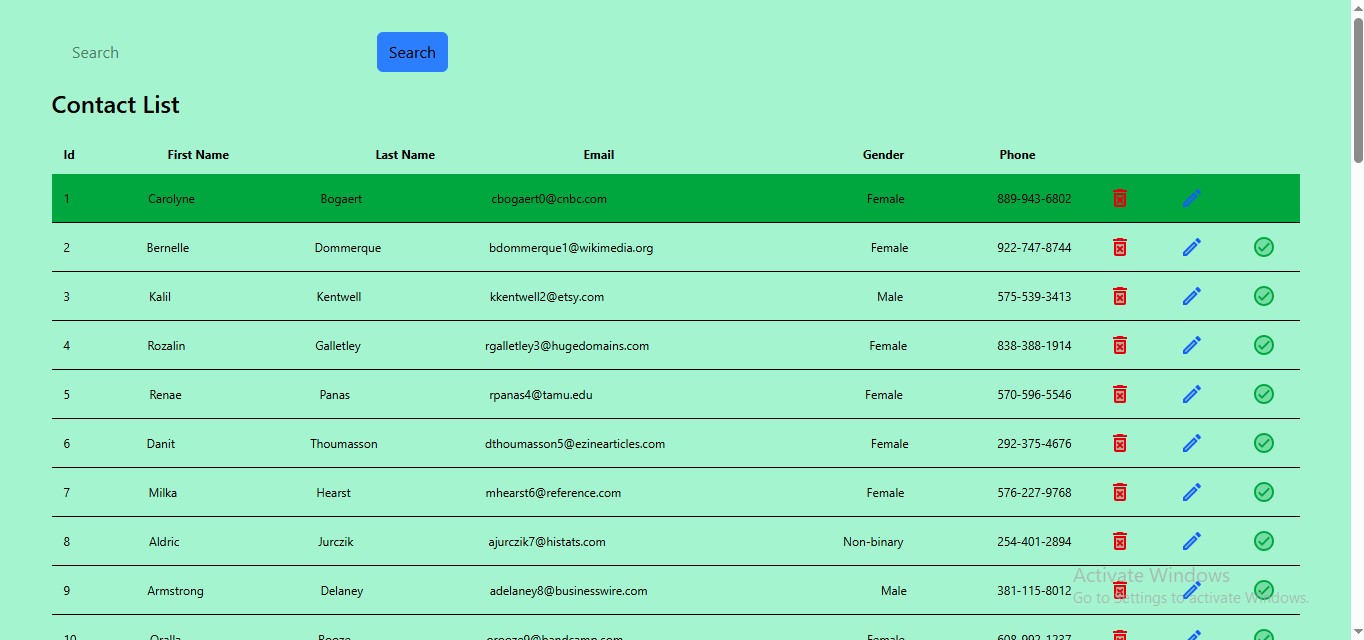 Search Search
Contact List
Id First Name Last Name Email Gender Phone
1 Carolyne Bogaert cbogaert0@cnbc.com Female 889-943-6802
2 Bernelle Dommerque bdommerque1@wikimedia.org Female 922-747-8744
3 Kalil Kentwell kkentwell2@etsy.com Male 575-539-3413
4 Rozalin Galletley rgalletley3@hugedomains.com Female 838-388-1914
5 Renae Panas rpanas4@tamu.edu Female 570-596-5546
6 Danit Thoumasson dthoumasson5@ezinearticles.com Female 292-375-4676
7 Milka Hearst mhearst6@reference.com Female 576-227-9768
8 Aldric Jurczik ajurczik7@histats.com Non-binary 254-401-2894
Activate Windows
9 Armstrong Delaney adelaney8@businesswire.com Male 381-115-8012
Go to Settings to activate Windows.
10 Oralla Rooze orooze9@bandcamp.com Female 608-992-1237